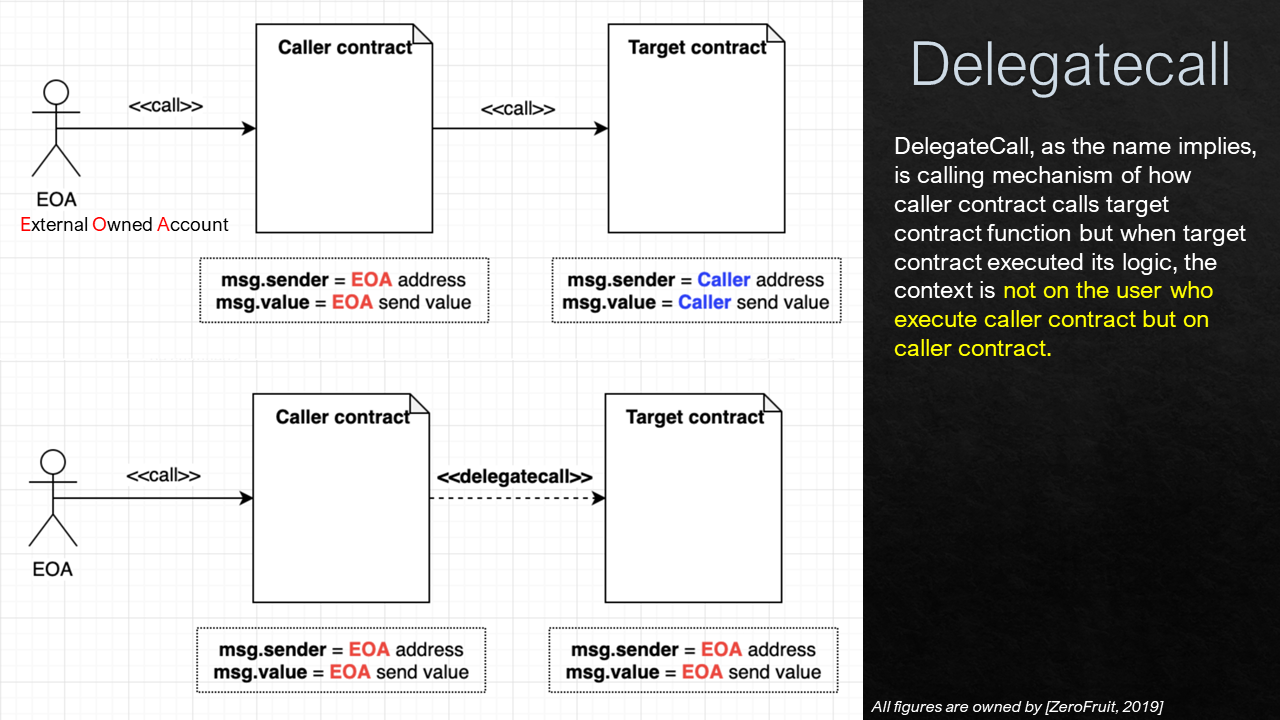 Caller contract
Target contract
<<call>>
<<call>>
EOA
External Owned Account
msg.sender = EOA address
msg.value = EOA send value
msg.sender = Caller address
msg.value = Caller send value
Caller contract
Target contract
<<call>>
<<delegatecall>>
EOA
msg.sender = EOA address
msg.value = EOA send value
msg.sender = EOA address
msg.value = EOA send value
Delegatecall
DelegateCall, as the name implies,
is calling mechanism of how
caller contract calls target
contract function but when target
contract executed its logic, the
context is not on the user who
execute caller contract but on
caller contract.
All figures are owned by [ZeroFruit, 2019]